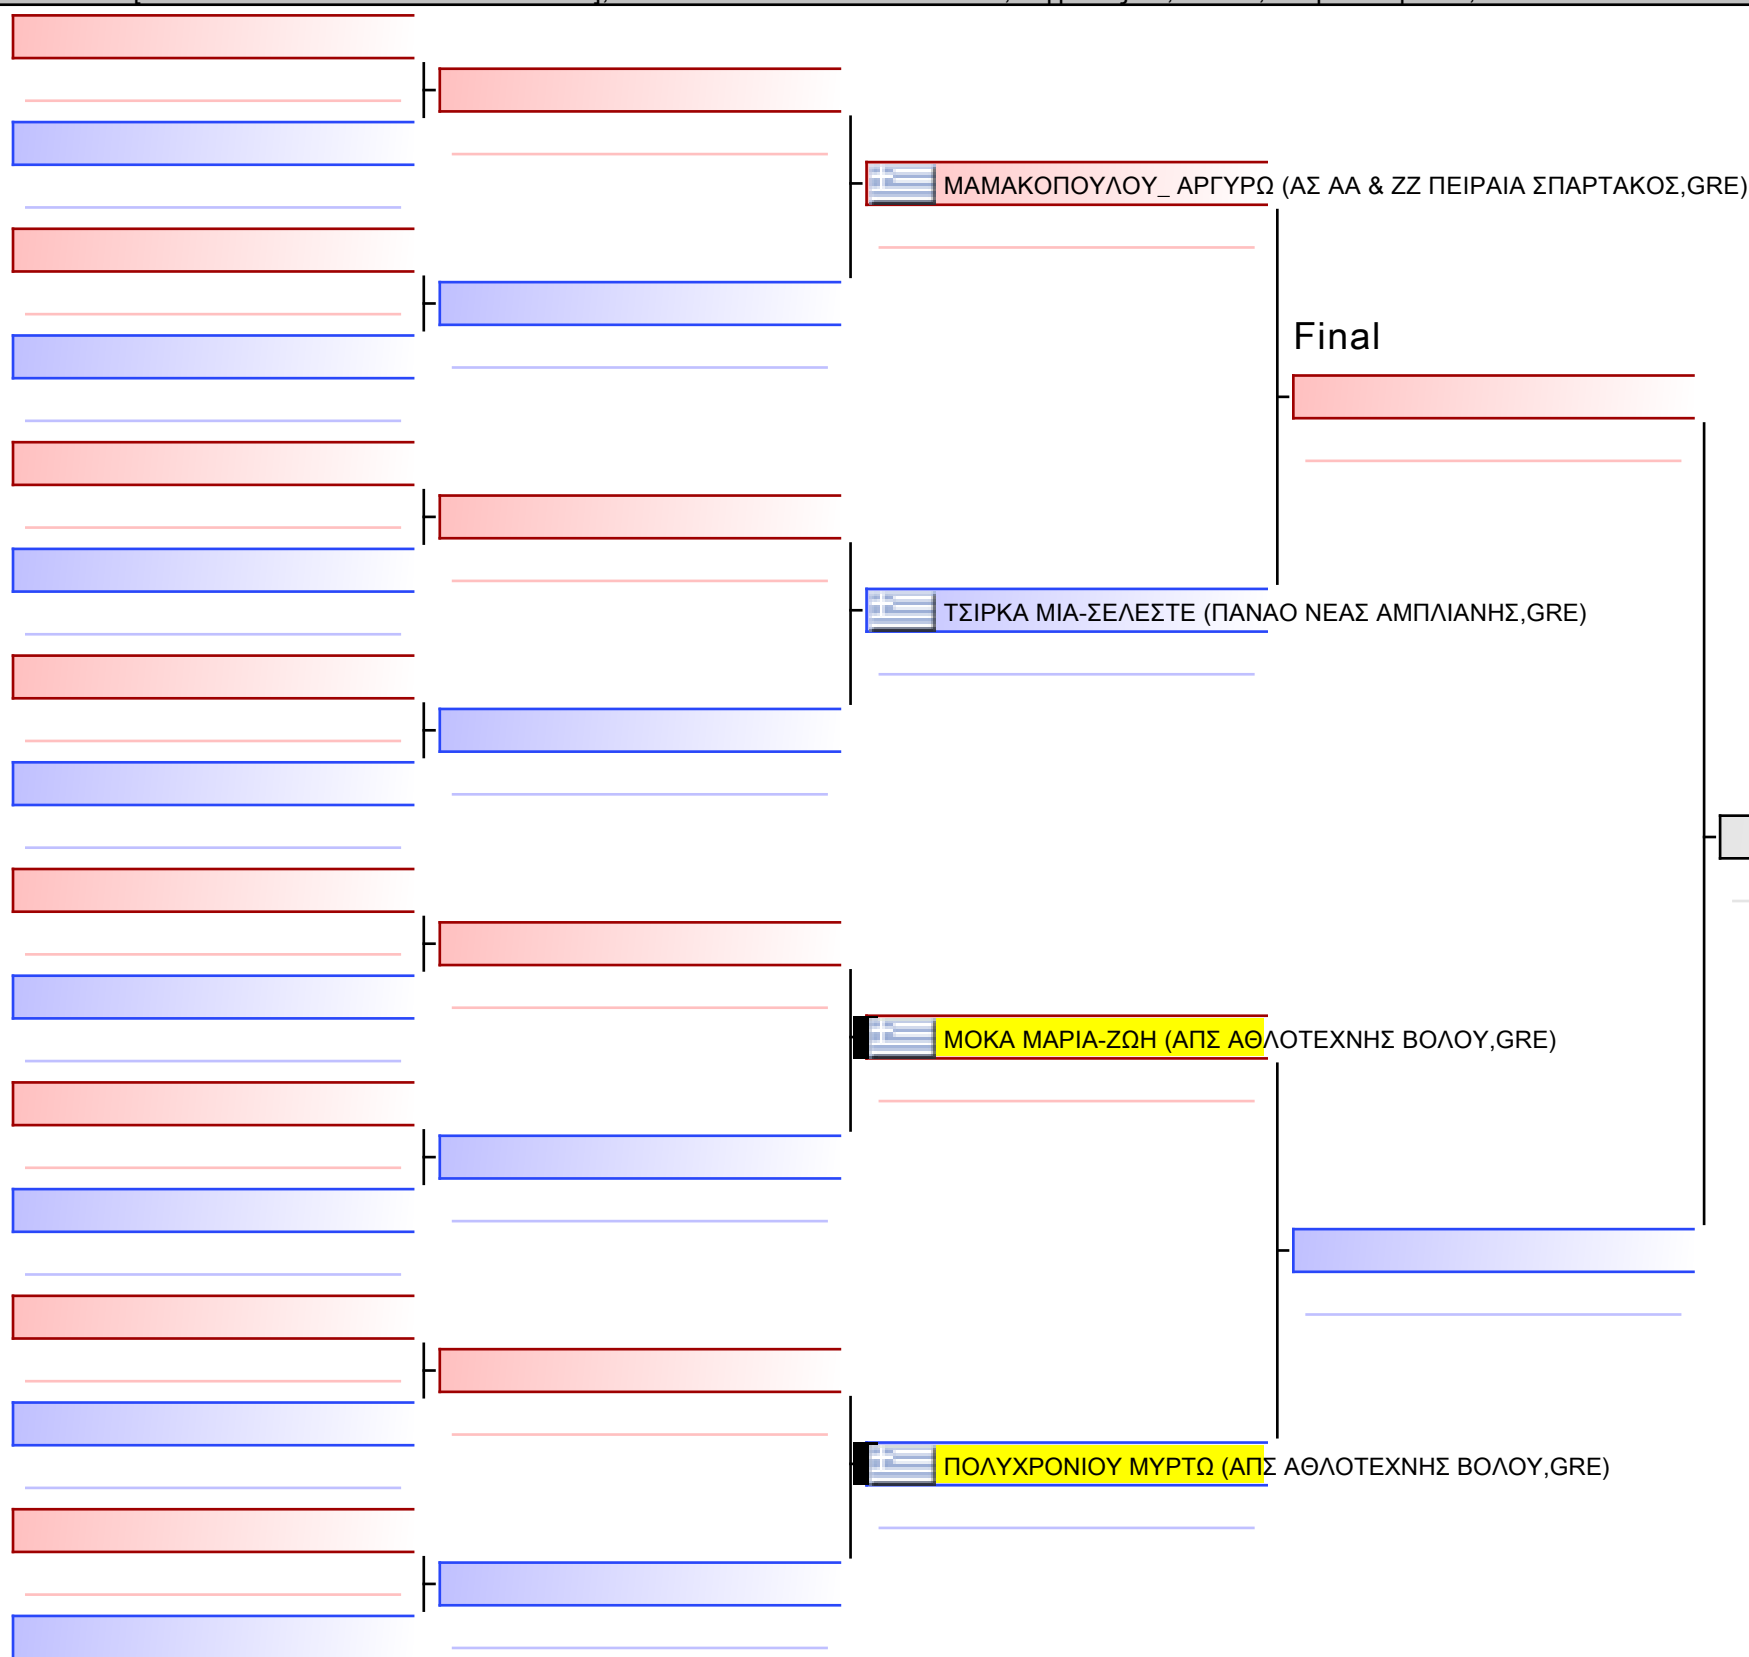 ΜΑΜΑΚΟΠΟΥΛΟΥ_ ΑΡΓΥΡΩ (ΑΣ ΑΑ & ΖΖ ΠΕΙΡΑΙΑ ΣΠΑΡΤΑΚΟΣ,GRE)
Final
ΤΣΙΡΚΑ ΜΙΑ-ΣΕΛΕΣΤΕ (ΠΑΝΑΟ ΝΕΑΣ ΑΜΠΛΙΑΝΗΣ,GRE)
ΜΟΚΑ ΜΑΡΙΑ-ΖΩΗ (ΑΠΣ ΑΘΛΟΤΕΧΝΗΣ ΒΟΛΟΥ,GRE)
ΠΟΛΥΧΡΟΝΙΟΥ ΜΥΡΤΩ (ΑΠΣ ΑΘΛΟΤΕΧΝΗΣ ΒΟΛΟΥ,GRE)